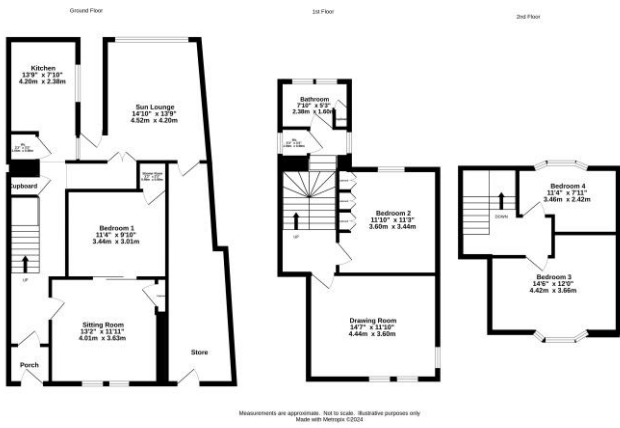 Ground Floor
Kitchen
13'9" x 7'10"
4.20m x 2.38m
Sun Lounge
14'10" x 13'9"
4.52m x 4.20m
Cupboard
Shower Room
Bedroom 1
11'4" x 9'10"
3.44m x 3.01m
UP
Sitting Room
13'2" x 11'11"
4.01m x 3.63m
Porch
Store
1st Floor
Bathroom
7'10" x 5'3"
2.38m x 1.60m
UP
Bedroom 2
11'10" x 11'3"
3.60m x 3.44m
Drawing Room
14'7" x 11'10"
4.44m x 3.60m
2nd Floor
Bedroom 4
11'4" x 7'11"
3.46m x 2.42m
DOWN
Bedroom 3
14'6" x 12'0"
4.42m x 3.66m
Measurements are approximate. Not to scale. Illustrative purposes only
Made with Metropix ©2024